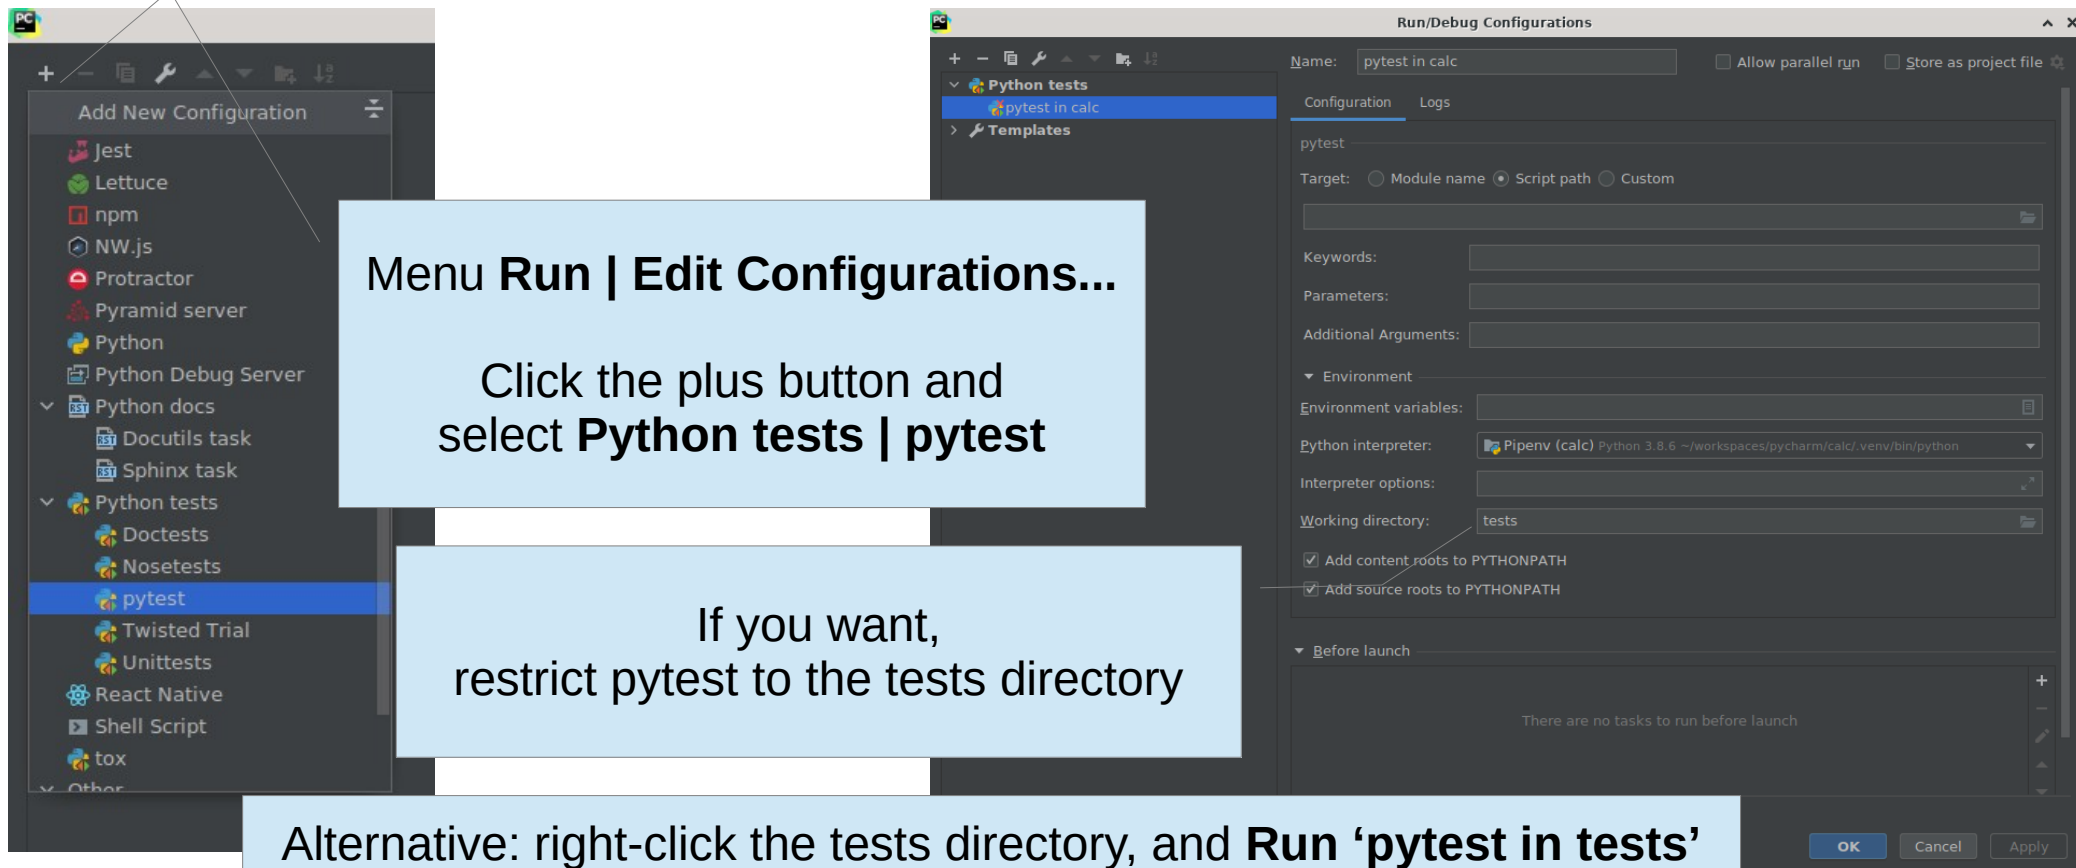 Add New Configuration
Jest
Lettuce
npm
NW.js
Protractor
Pyramid server
Python
Python Debug Server
Python docs
Docutils task
Sphinx task
Python tests
Doctests
Nosetests
pytest
Twisted Trial
Unittests
React Native
Shell Script
tox
Other
Menu Run | Edit Configurations...
Click the plus button and
select Python tests | pytest
If you want,
restrict pytest to the tests directory
Alternative: right-click the tests directory, and Run ‘pytest in tests’
Run/Debug Configurations
Python tests
pytest in calc
Templates
Name: pytest in calc Allow parallel run Store as project file
Configuration Logs
pytest
Target: Module name Script path Custom
Keywords:
Parameters:
Additional Arguments:
Environment
Environment variables:
Python interpreter: Pipenv (calc) Python 3.8.6 ~/workspaces/pycharm/calc/.venv/bin/python
Interpreter options:
Working directory: tests
Add content roots to PYTHONPATH
Add source roots to PYTHONPATH
Before launch
There are no tasks to run before launch
OK Cancel Apply